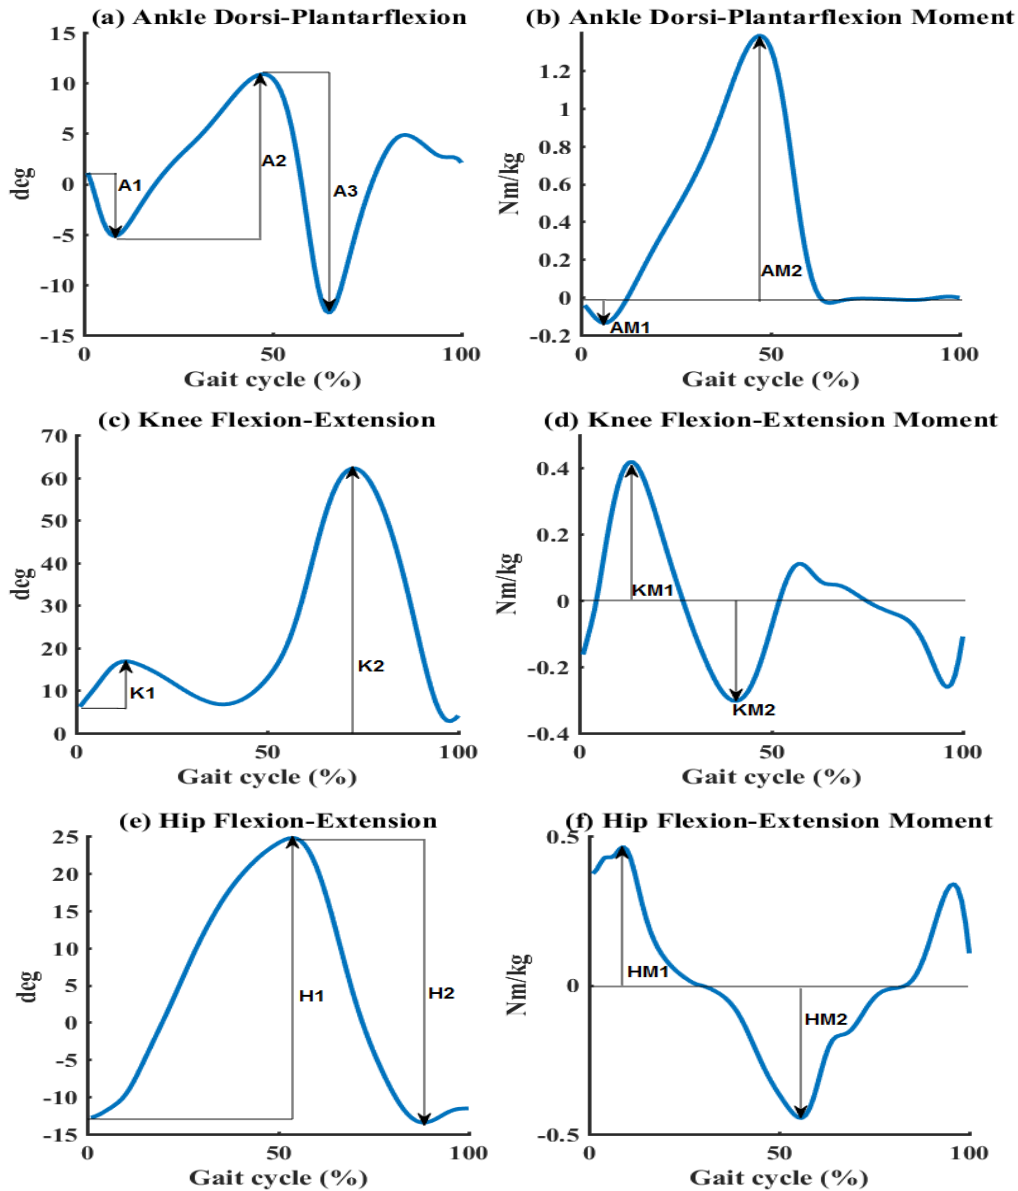 (a) Ankle Dorsi-Plantarflexion
15
10
5
0
-5
-10
-15
deg
A1
A2
A3
0
50
100
Gait cycle (%)
(b) Ankle Dorsi-Plantarflexion Moment
1.2
1
0.8
0.6
0.4
0.2
0
-0.2
Nm/kg
AM2
AM1
0
50
100
Gait cycle (%)
(c) Knee Flexion-Extension
70
60
50
40
30
20
10
0
deg
K1
K2
0
50
100
Gait cycle (%)
(d) Knee Flexion-Extension Moment
0.4
0.2
0
-0.2
-0.4
Nm/kg
KM1
KM2
0
50
100
Gait cycle (%)
(e) Hip Flexion-Extension
25
20
15
10
5
0
-5
-10
-15
deg
H1
H2
0
50
100
Gait cycle (%)
(f) Hip Flexion-Extension Moment
0.5
0
-0.5
Nm/kg
HM1
HM2
0
50
100
Gait cycle (%)